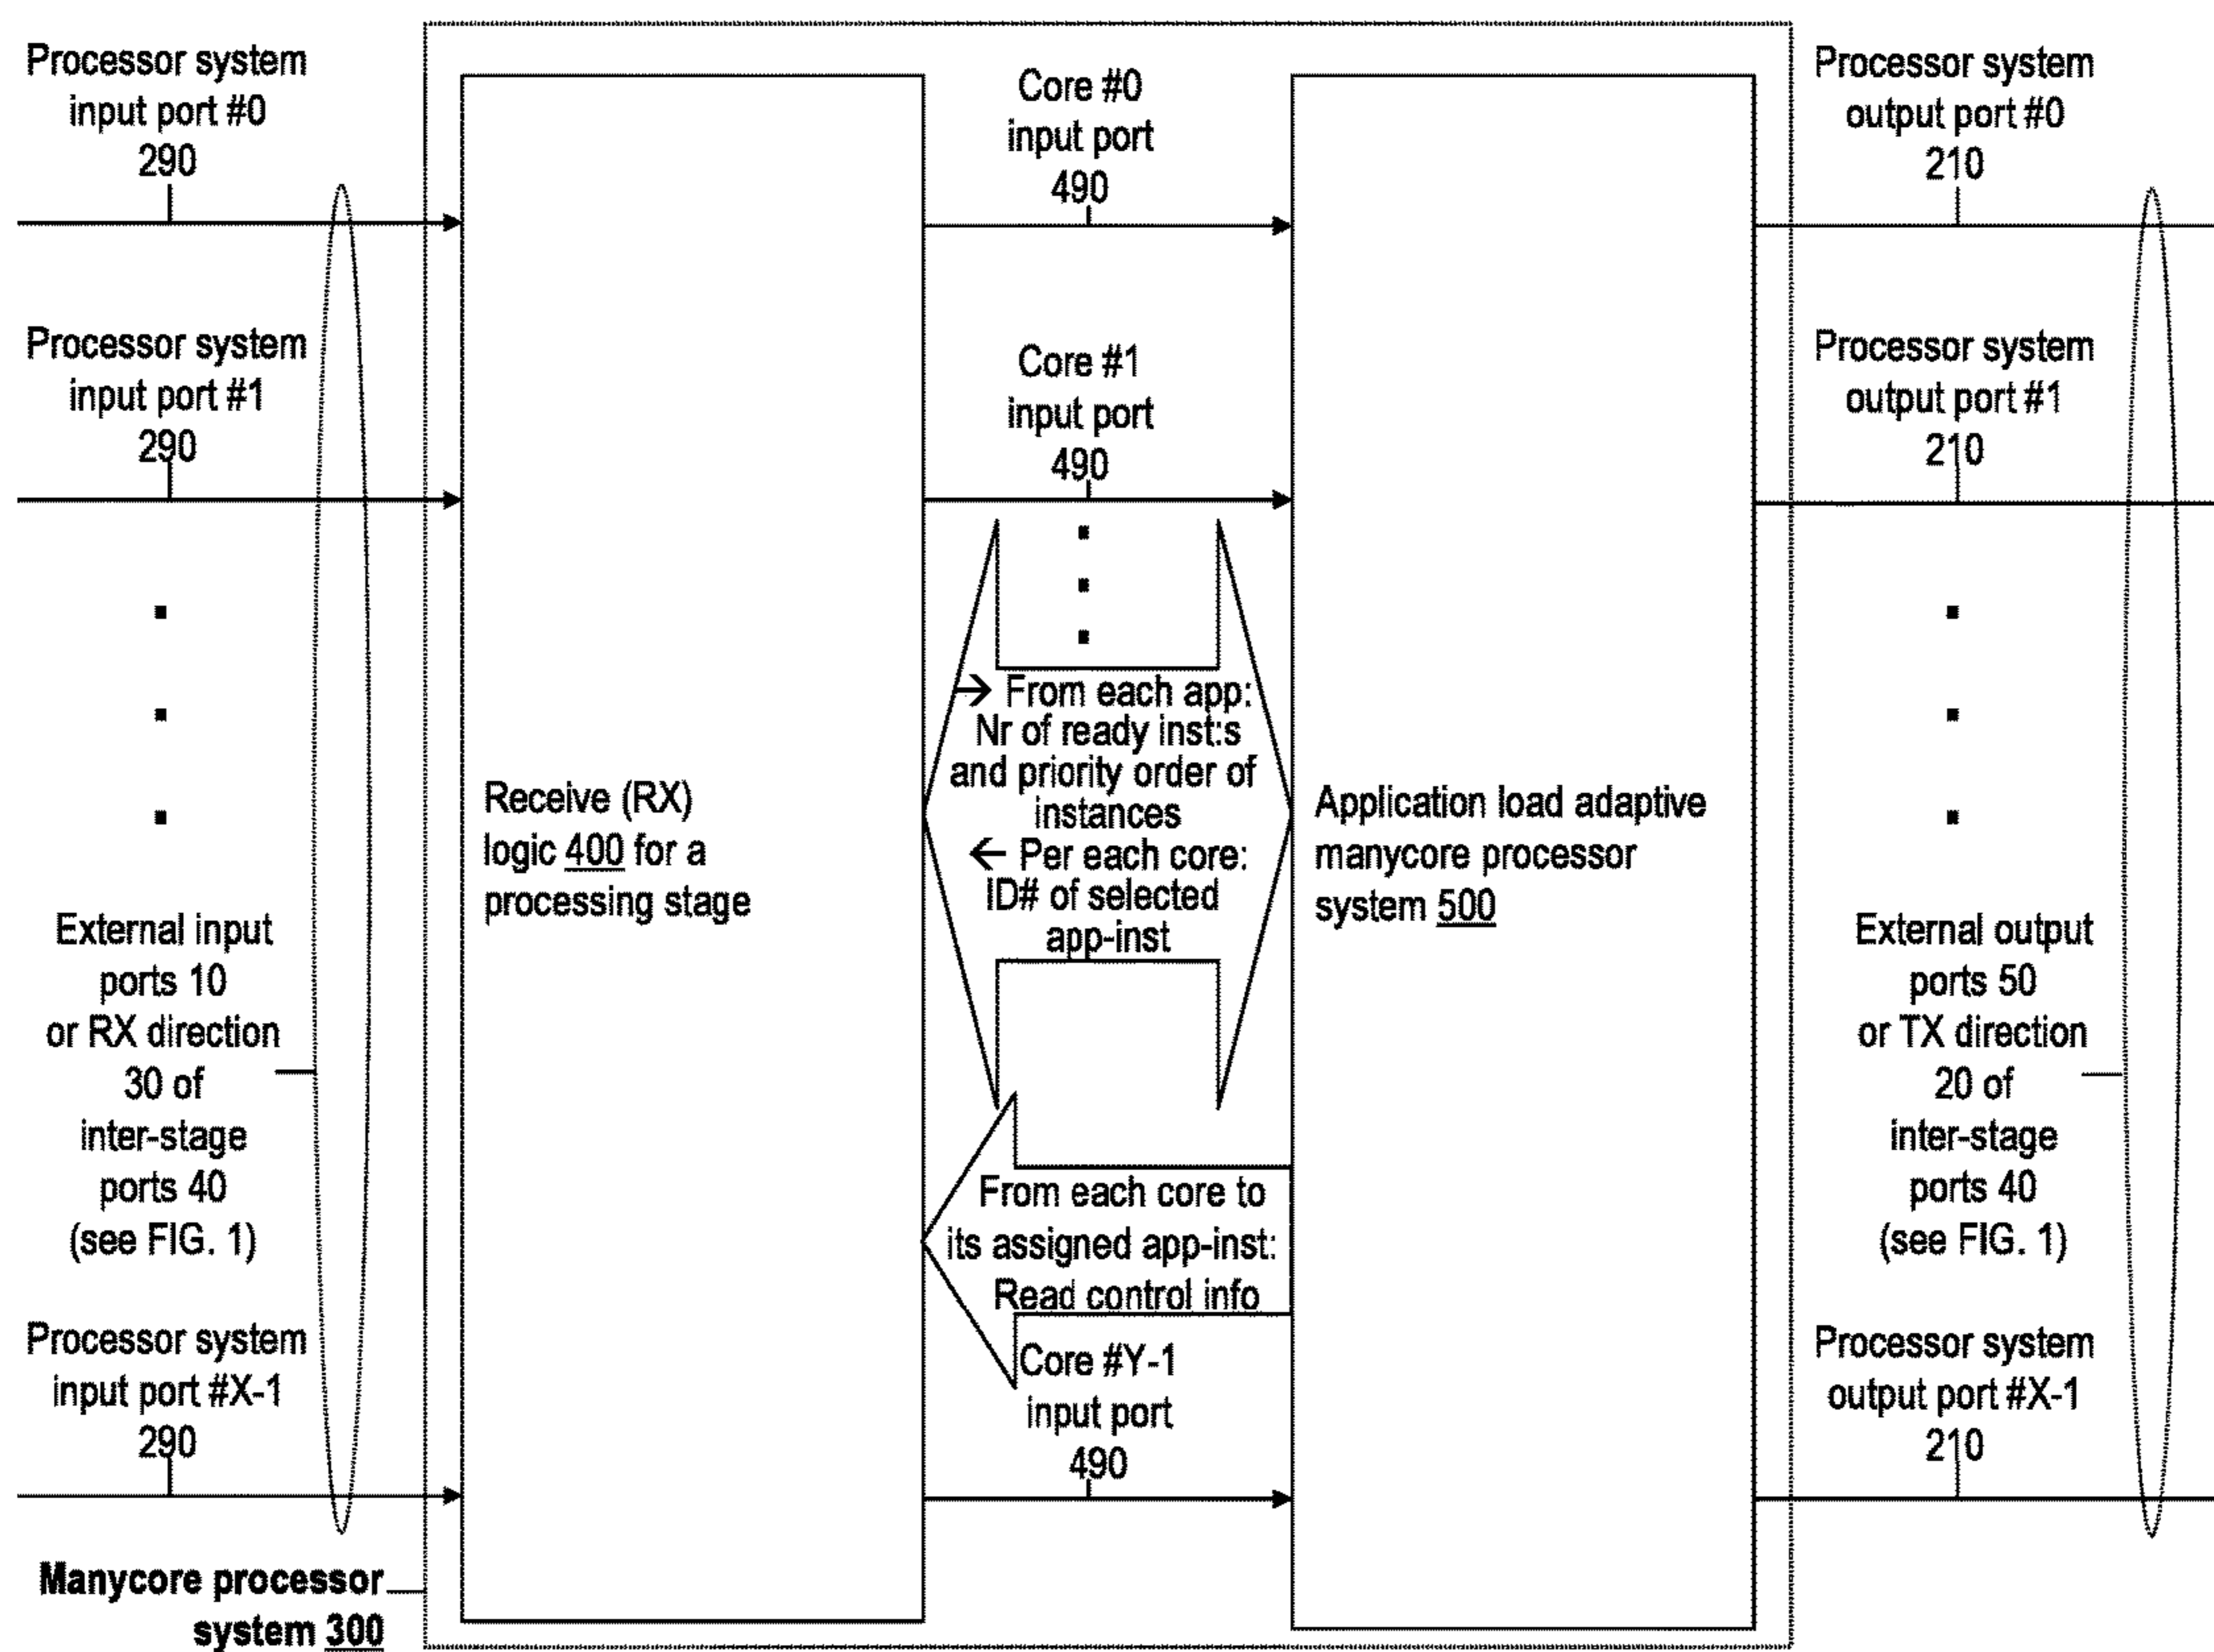 Processor system
input port #0
290
Processor system
input port #1
290
External input
ports 10
or RX direction
30 of
inter-stage
ports 40
(see FIG. 1)
Processor system
input port #X-1
290
Manycore processor
system 300
Receive (RX)
logic 400 for a
processing stage
Core #0
input port
490
Core #1
input port
490
→ From each app:
Nr of ready inst:s
and priority order of
instances
← Per each core:
ID# of selected
app-inst
From each core to
its assigned app-inst:
Read control info
Core #Y-1
input port
490
Application load adaptive
manycore processor
system 500
Processor system
output port #0
210
Processor system
output port #1
210
External output
ports 50
or TX direction
20 of
inter-stage
ports 40
(see FIG. 1)
Processor system
output port #X-1
210